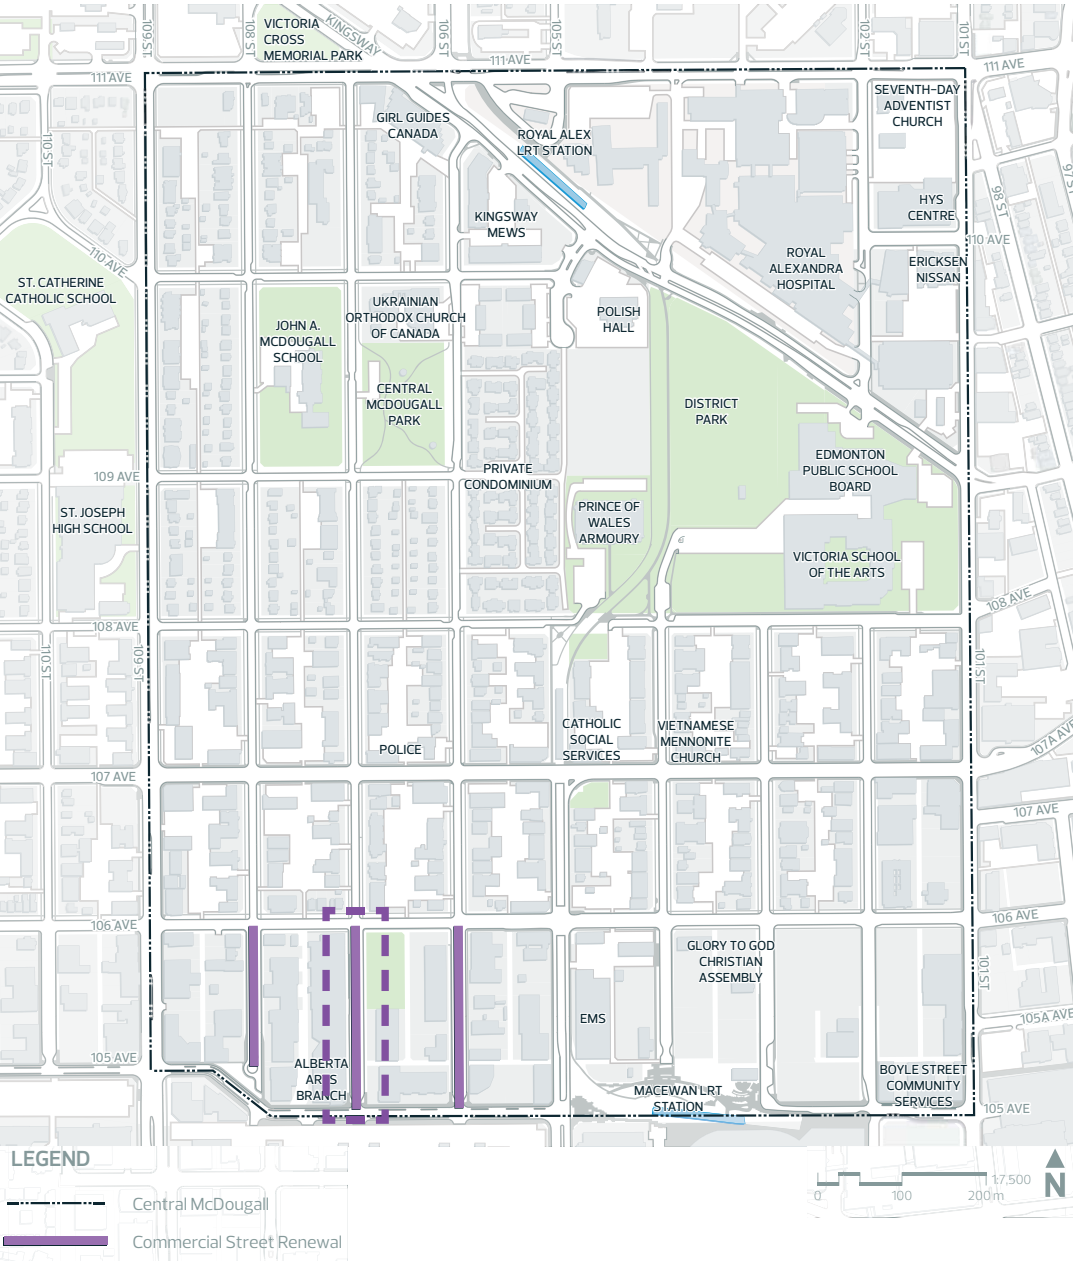 VICTORIA
CROSS
MEMORIAL PARK
KINGSWAY
109 ST
108 ST
106 ST
105 ST
102 ST
101 ST
111 AVE
111 AVE
111 AVE
GIRL GUIDES
CANADA
ROYAL ALEX
LRT STATION
SEVENTH-DAY
ADVENTIST
CHURCH
110 ST
98 ST
97 ST
KINGSWAY
MEWS
HYS
CENTRE
110 AVE
110 AVE
ROYAL
ALEXANDRA
HOSPITAL
ERICKSEN
NISSAN
ST. CATHERINE
CATHOLIC SCHOOL
UKRAINIAN
ORTHODOX CHURCH
OF CANADA
POLISH
HALL
JOHN A.
MCDOUGALL
SCHOOL
CENTRAL
MCDOUGALL
PARK
DISTRICT
PARK
EDMONTON
PUBLIC SCHOOL
BOARD
109 AVE
PRIVATE
CONDOMINIUM
ST. JOSEPH
HIGH SCHOOL
PRINCE OF
WALES
ARMOURY
VICTORIA SCHOOL
OF THE ARTS
108 AVE
108 AVE
110 ST
109 ST
101 ST
POLICE
CATHOLIC
SOCIAL
SERVICES
VIETNAMESE
MENNONITE
CHURCH
107A AVE
107 AVE
107 AVE
106 AVE
106 AVE
GLORY TO GOD
CHRISTIAN
ASSEMBLY
101 ST
EMS
105A AVE
105 AVE
ALBERTA
ARTS
BRANCH
MACEWAN LRT
STATION
BOYLE STREET
COMMUNITY
SERVICES
105 AVE
LEGEND
Central McDougall
Commercial Street Renewal
1:7,500
0 100 200 m
N